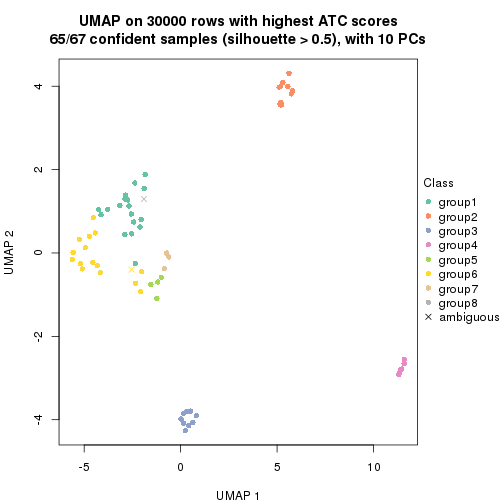 UMAP on 30000 rows with highest ATC scores
65/67 confident samples (silhouette > 0.5), with 10 PCs
4
2
0
-2
-4
UMAP 2
-5
0
5
10
UMAP 1
Class
group1
group2
group3
group4
group5
group6
group7
group8
ambiguous